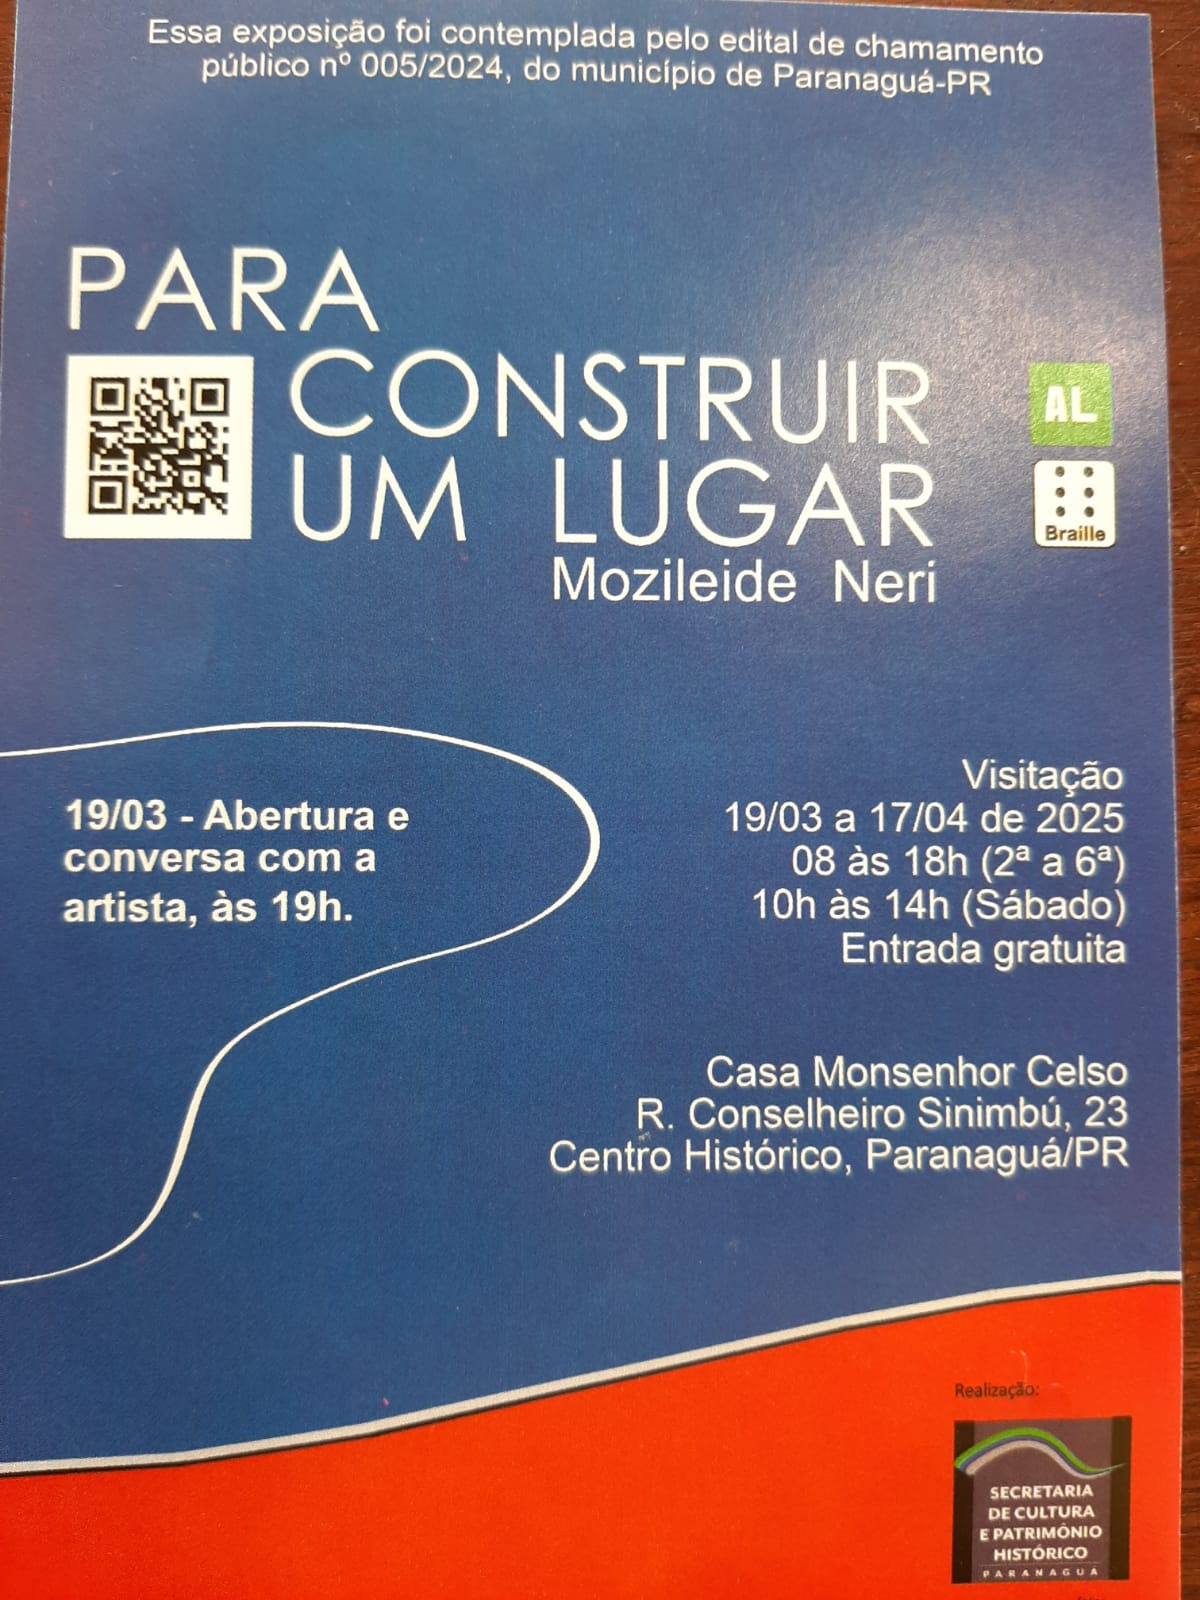 Essa exposição foi contemplada pelo edital de chamamento
público nº 005/2024, do município de Paranaguá-PR
PARA
CONSTRUIR
UM LUGAR
Mozileide Neri
AL
Braille
19/03 - Abertura e
conversa com a
artista, às 19h.
Visitação
19/03 a 17/04 de 2025
08 às 18h (2ª a 6ª)
10h às 14h (Sábado)
Entrada gratuita
Casa Monsenhor Celso
R. Conselheiro Sinimbú, 23
Centro Histórico, Paranaguá/PR
Realização:
SECRETARIA
DE CULTURA
E PATRIMÔNIO
HISTÓRICO
PARANAGUÁ